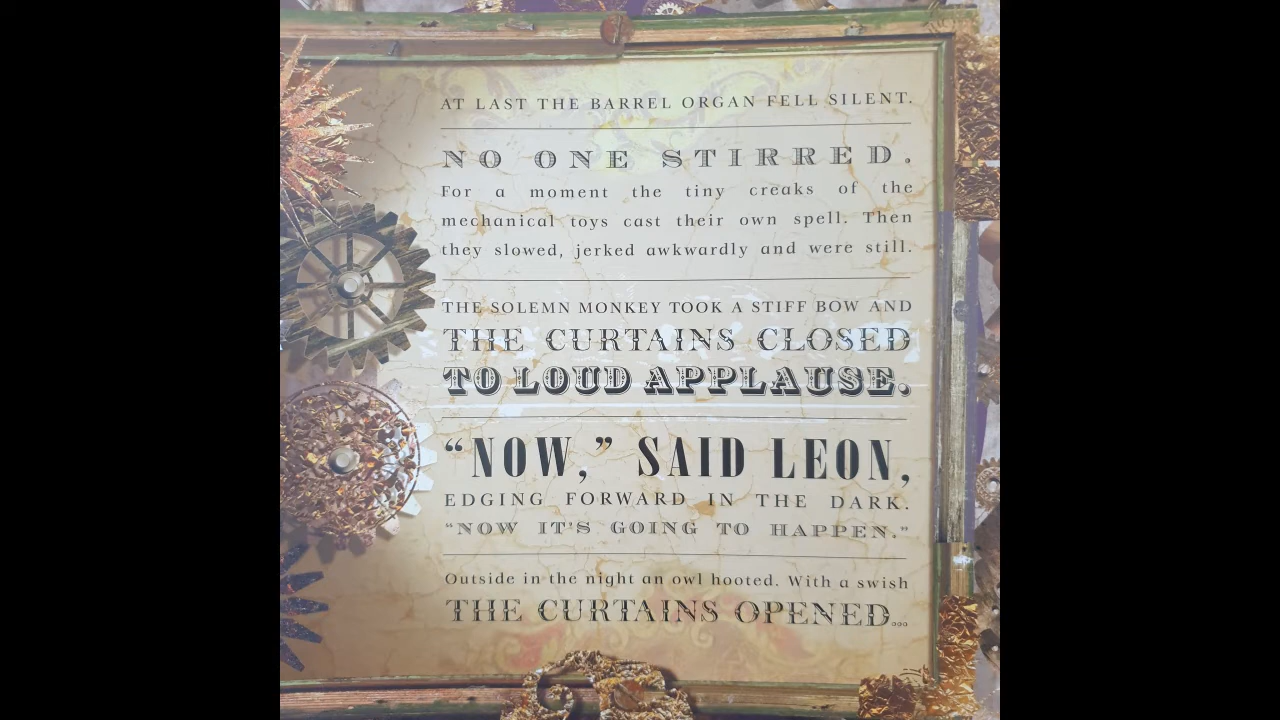 AT LAST THE BARREL ORGAN FELL SILENT.
NO ONE STIRRED.
For a moment the tiny creaks of the
mechanical toys cast their own spell. Then
they slowed, jerked awkwardly and were still.
THE SOLEMN MONKEY TOOK A STIFF BOW AND
THE CURTAINS CLOSED
TO LOUD APPLAUSE.
“NOW,” SAID LEON,
EDGING FORWARD IN THE DARK.
“NOW IT'S GOING TO HAPPEN.”
Outside in the night an owl hooted. With a swish
THE CURTAINS OPENED...